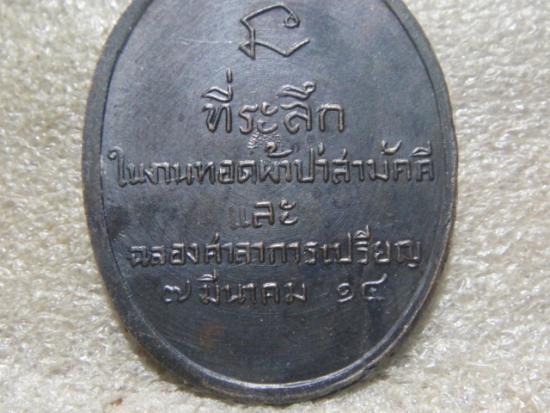 ที่ระลึก
ในงานทอดผ้าป่าสามัคคี
และ
ฉลองศาลาการเปรียญ
๗ มีนาคม ๑๔